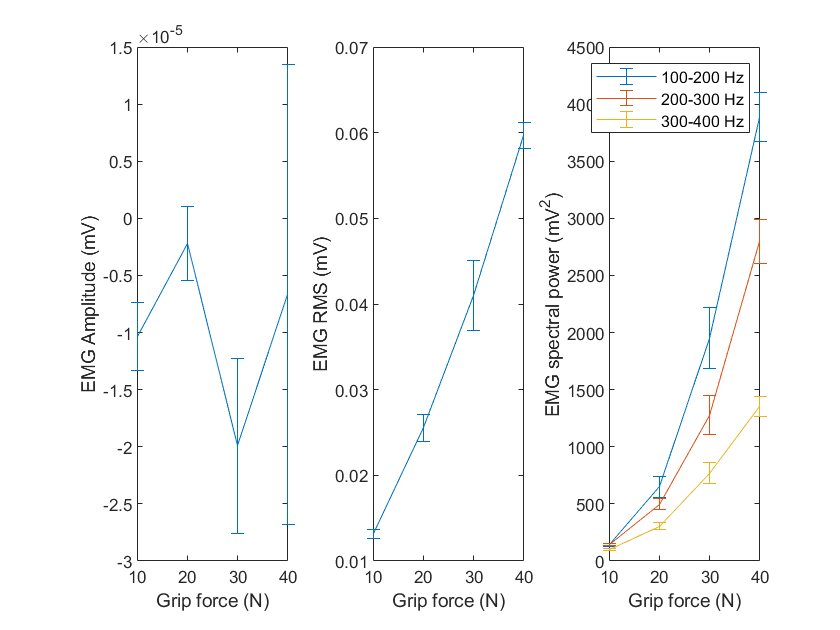 ×10^-5
1.5
1
0.5
0
-0.5
-1
-1.5
-2
-2.5
-3
10 20 30 40
Grip force (N)
EMG Amplitude (mV)
0.07
0.06
0.05
0.04
0.03
0.02
0.01
10 20 30 40
Grip force (N)
EMG RMS (mV)
4500
4000
3500
3000
2500
2000
1500
1000
500
0
10 20 30 40
Grip force (N)
EMG spectral power (mV^2)
100-200 Hz
200-300 Hz
300-400 Hz